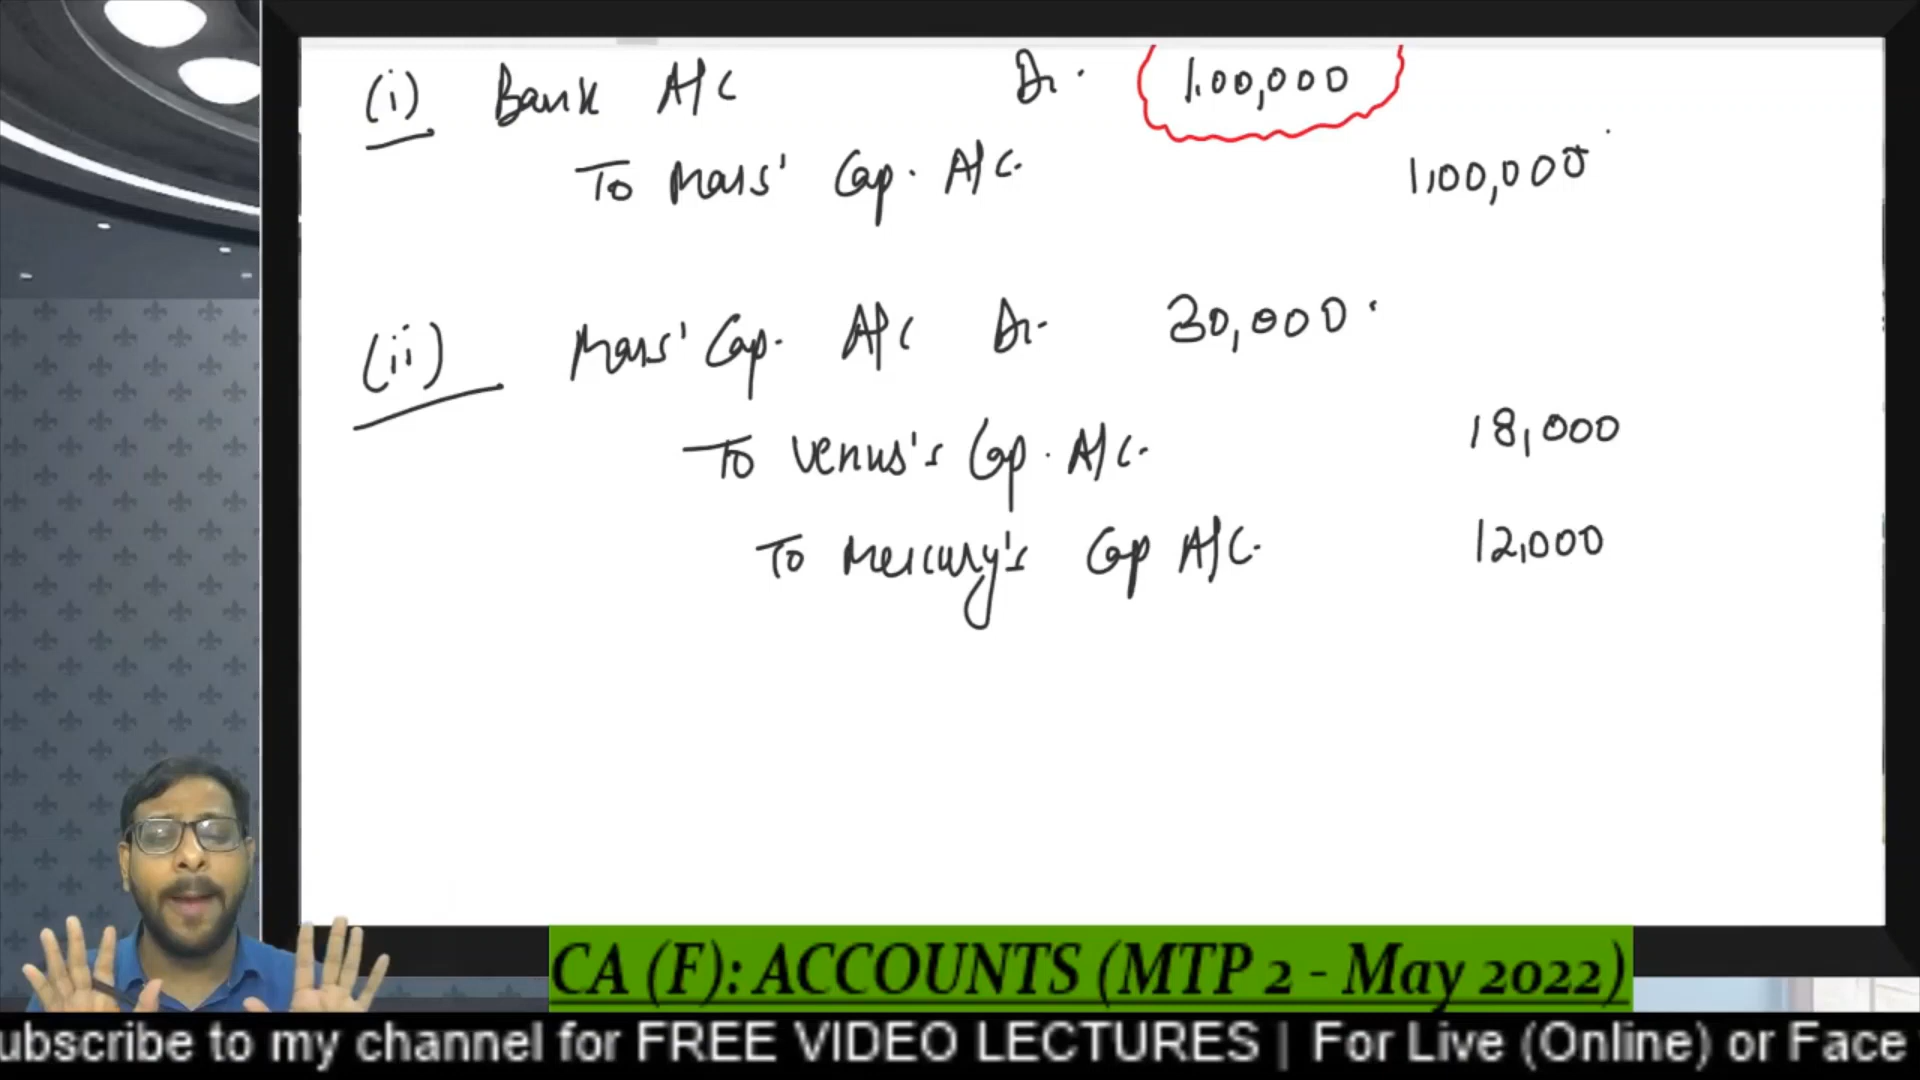 (i) Bank A/C Dr. 1,00,000
To Mars' Cap. A/C. 1,00,000
(ii) Mars' Cap. A/C Dr. 30,000
To Venus's Cap. A/C. 18,000
To Mercury's Cap A/C. 12,000
CA (F): ACCOUNTS (MTP 2 - May 2022)
ubscribe to my channel for FREE VIDEO LECTURES | For Live (Online) or Face